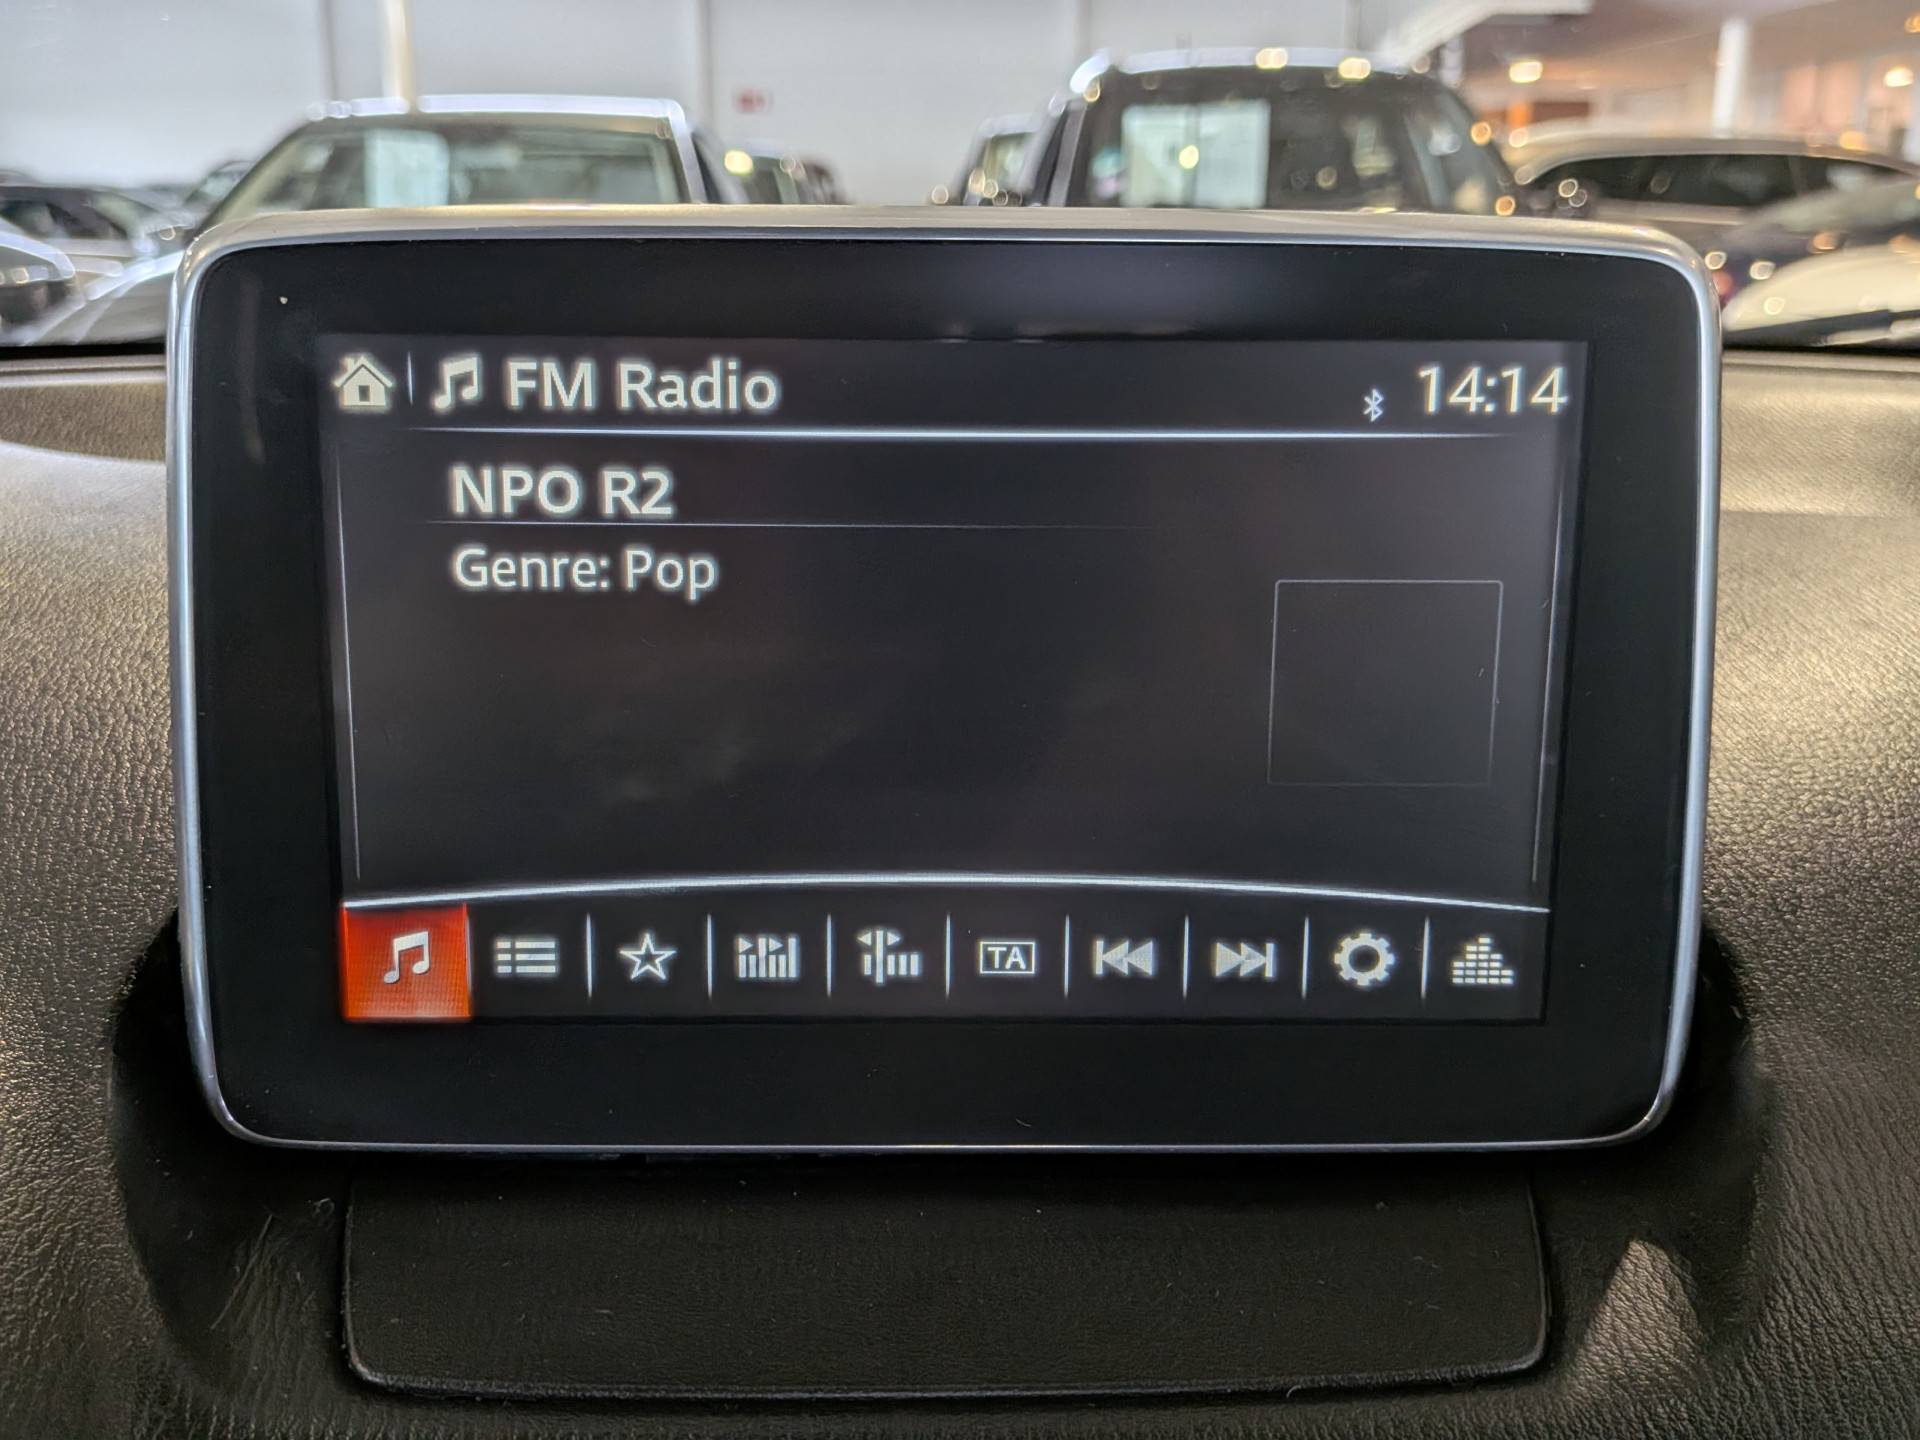 FM Radio
14:14
NPO R2
Genre: Pop
TA